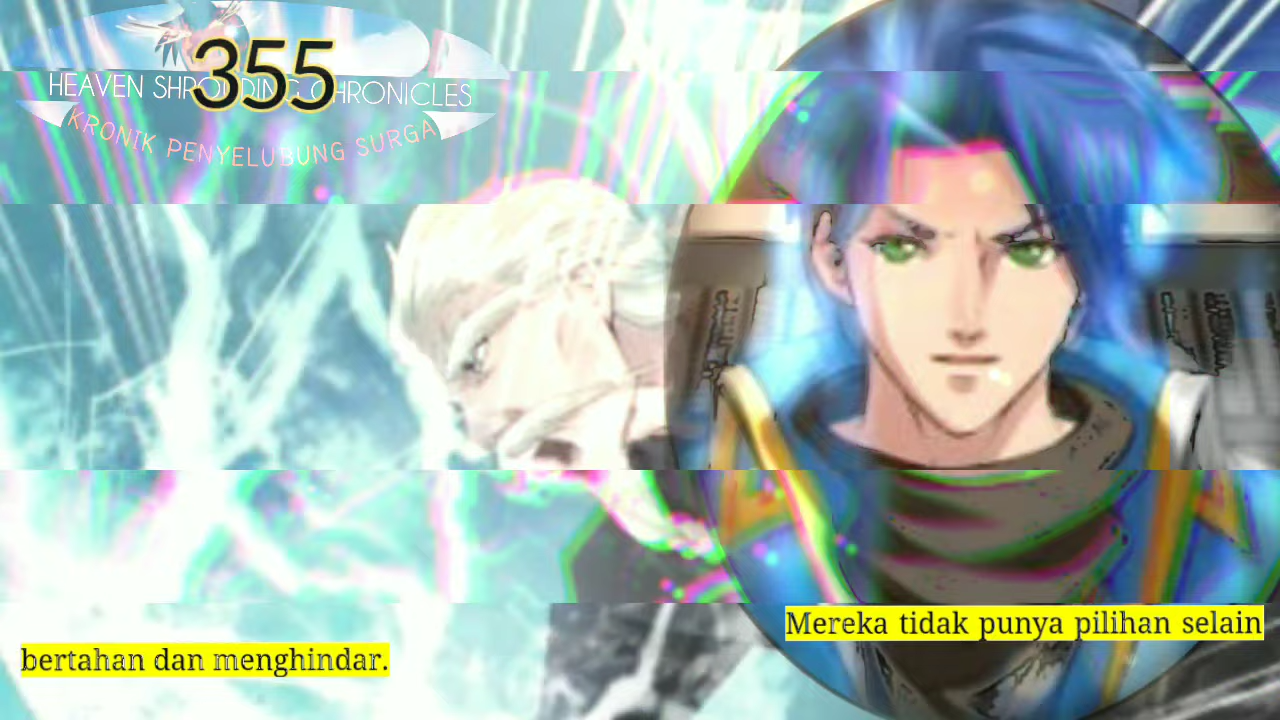 355
HEAVEN SHROUDING CHRONICLES
KRONIK PENYELUBUNG SURGA
Mereka tidak punya pilihan selain
bertahan dan menghindar.